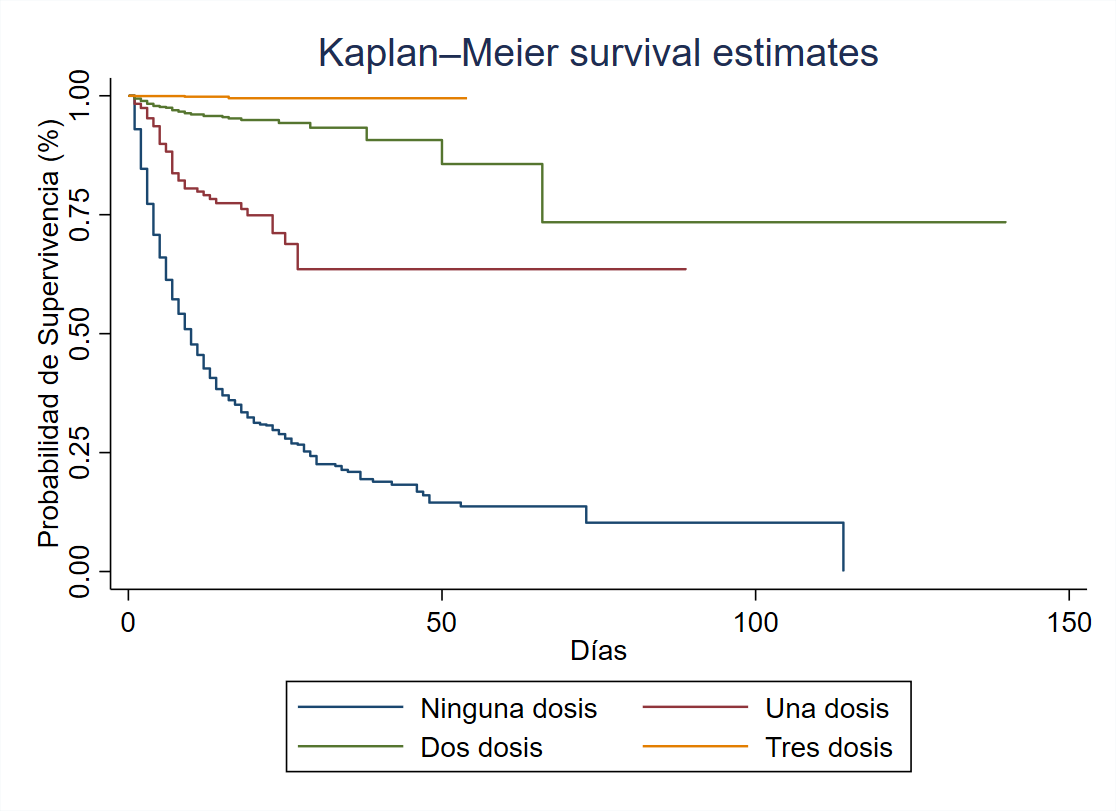 Kaplan–Meier survival estimates
Probabilidad de Supervivencia (%)
1.00
0.75
0.50
0.25
0.00
0 50 100 150
Días
Ninguna dosis Una dosis
Dos dosis Tres dosis